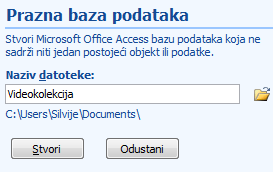 Prazna baza podataka
Stvori Microsoft Office Access bazu podataka koja ne
sadrži niti jedan postojeći objekt ili podatke.
Naziv datoteke:
Videokolekcija
C:\Users\Silvije\Documents\
Stvori
Odustani